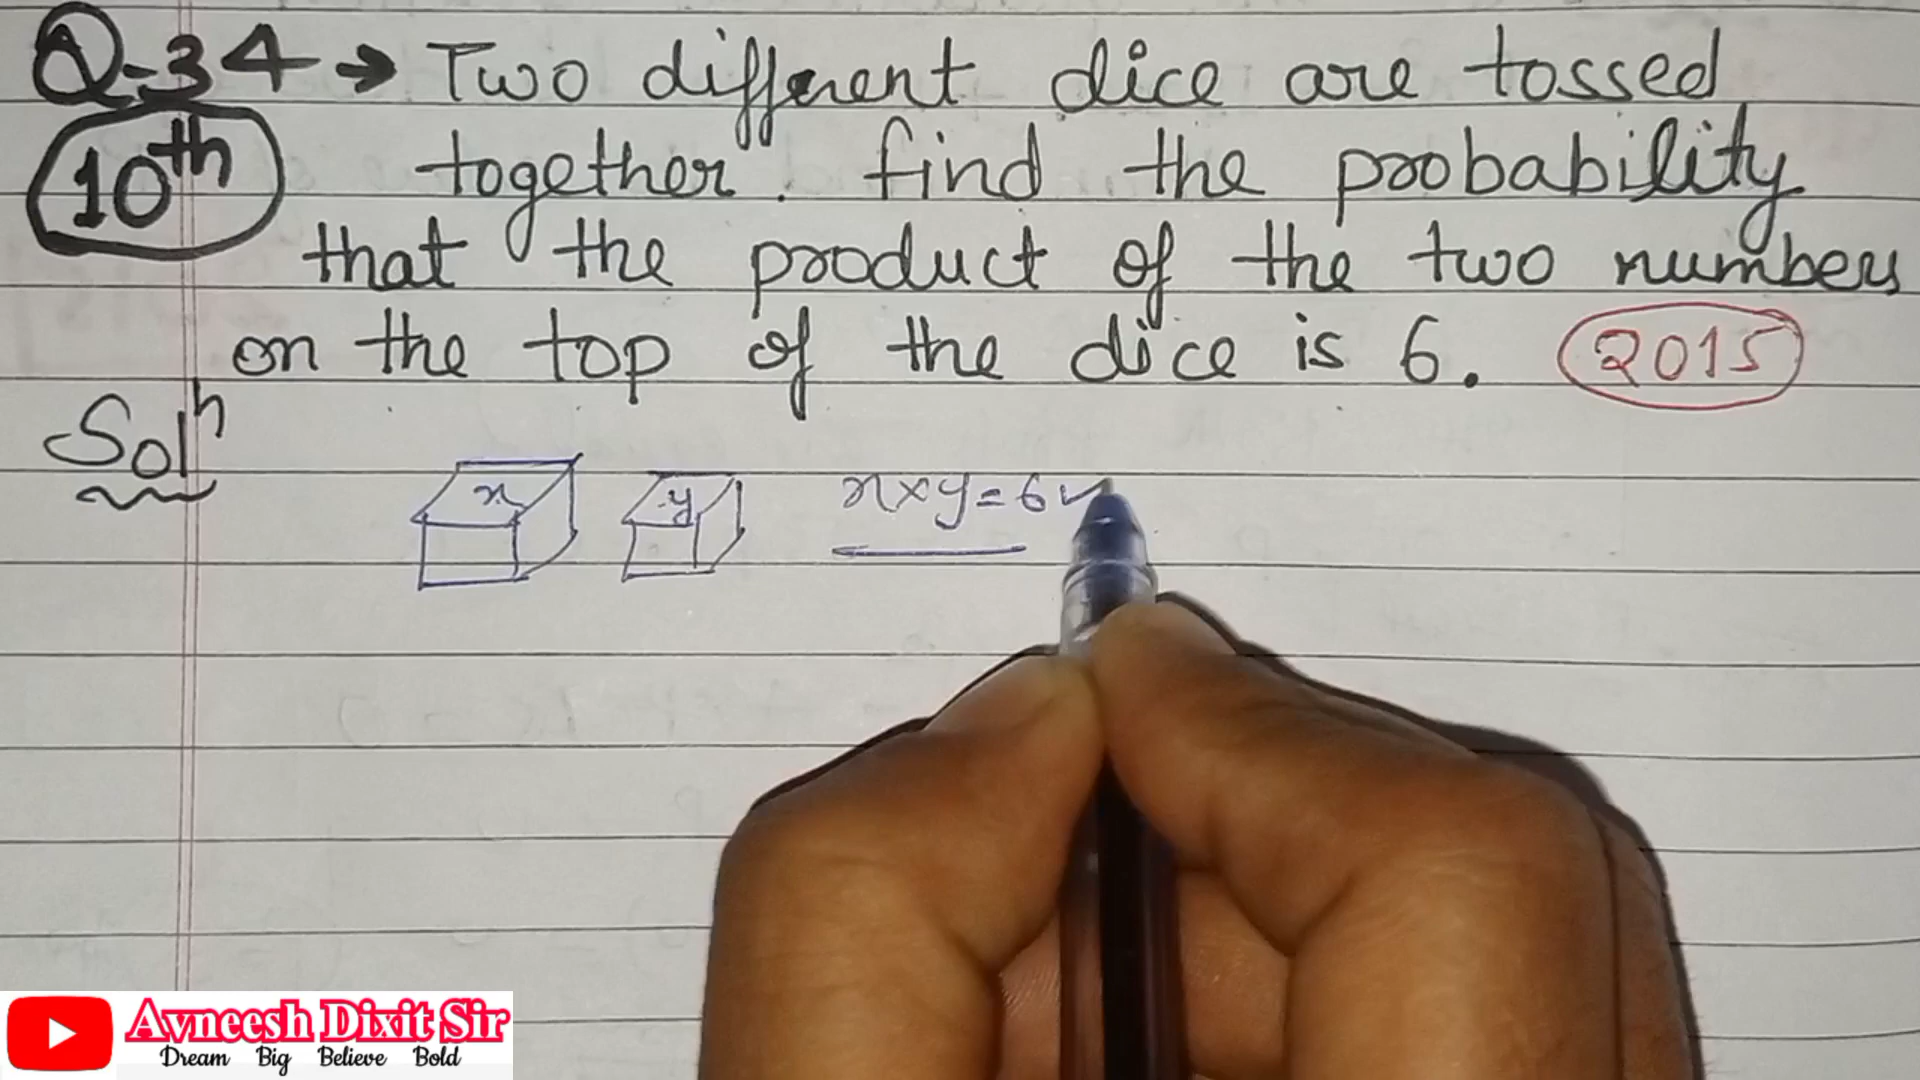 Q-34 → Two different dice are tossed
10th together. find the probability
that the product of the two numbers
on the top of the dice is 6. 2015
Solⁿ
x y x×y=6✓
Avneesh Dixit Sir
Dream Big Believe Bold